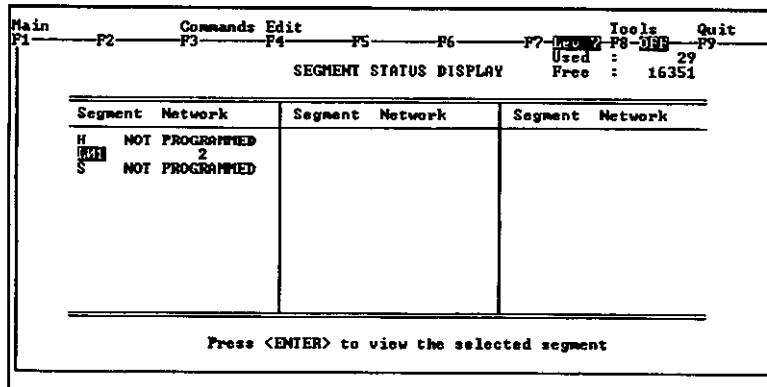 Main Commands Edit Tools Quit
F1 F2 F3 F4 F5 F6 F7 F8 OFF F9
Used : 29
SEGMENT STATUS DISPLAY Free : 16351
Segment Network Segment Network Segment Network
H NOT PROGRAMMED
2
S NOT PROGRAMMED
Press <ENTER> to view the selected segment